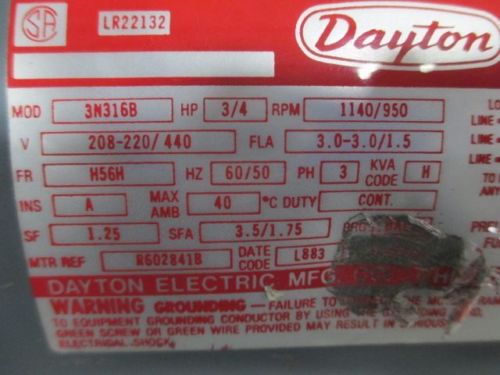 SA
LR22132
Dayton
MOD 3N316B HP 3/4 RPM 1140/950
V 208-220/440 FLA 3.0-3.0/1.5
FR H56H HZ 60/50 PH 3 KVA CODE H
INS A MAX AMB 40 °C DUTY CONT.
SF 1.25 SFA 3.5/1.75
MTR REF R602841B DATE CODE L883
DAYTON ELECTRIC MFG.
WARNING GROUNDING — FAILURE TO
TO EQUIPMENT GROUNDING CONDUCTOR BY USING THE
GREEN SCREW OR GREEN WIRE PROVIDED MAY RESULT IN SERIOUS
ELECTRICAL SHOCK
LINE
LINE
TO